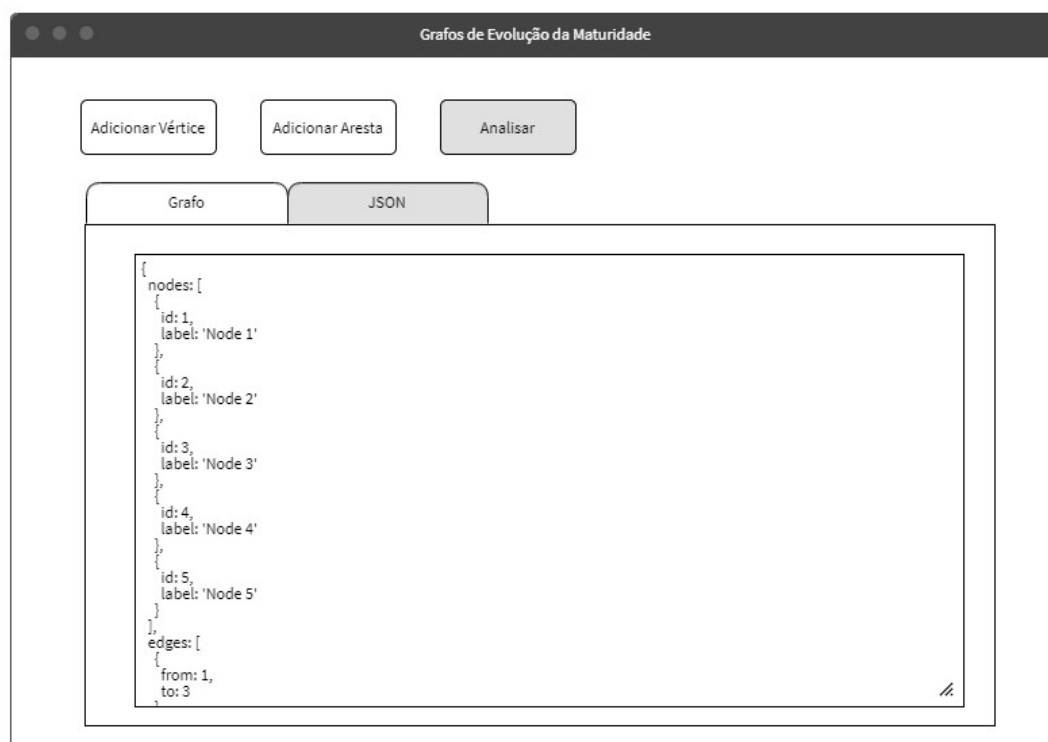 Grafos de Evolução da Maturidade
Adicionar Vértice
Adicionar Aresta
Analisar
Grafo
JSON
{
nodes: [
{
id: 1,
label: 'Node 1'
},
{
id: 2,
label: 'Node 2'
},
{
id: 3,
label: 'Node 3'
},
{
id: 4,
label: 'Node 4'
},
{
id: 5,
label: 'Node 5'
}
],
edges: [
{
from: 1,
to: 3